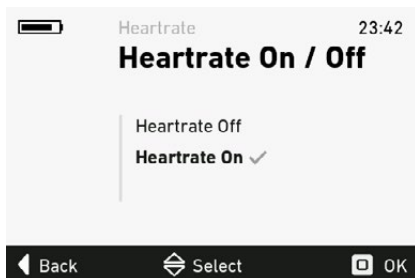 Heartrate 23:42
Heartrate On / Off
Heartrate Off
Heartrate On
Back Select OK